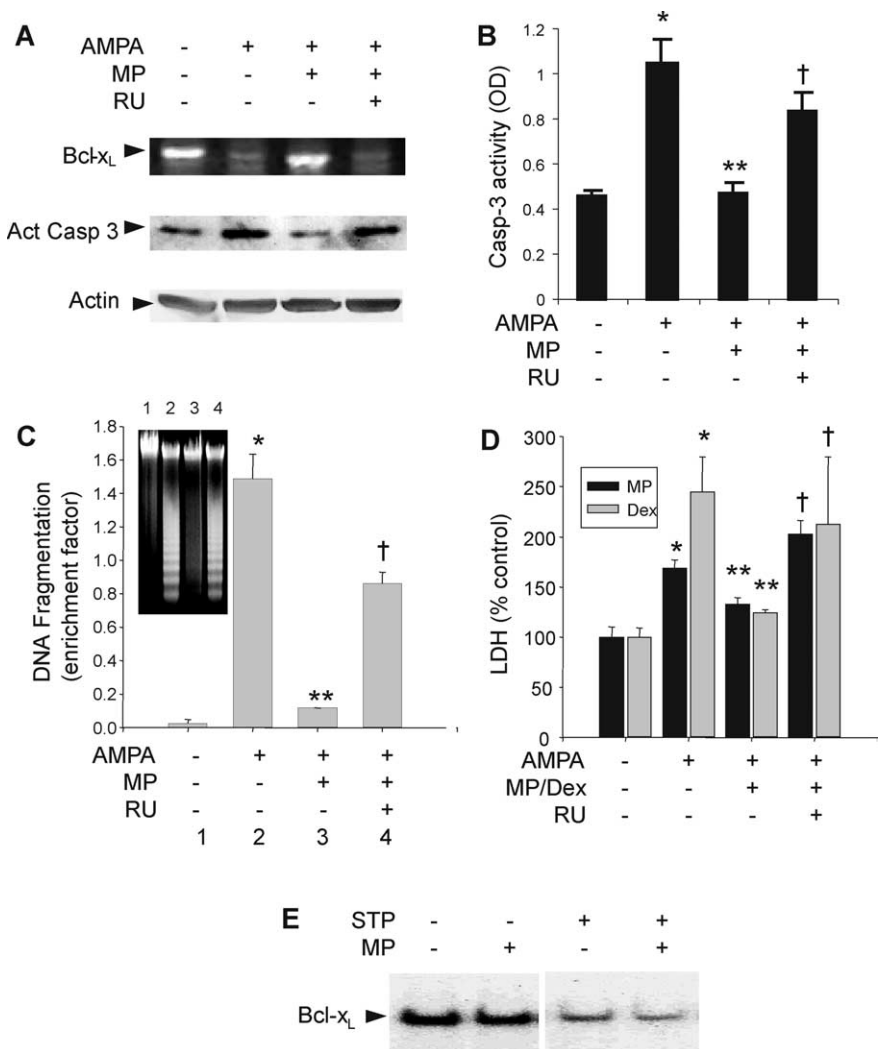 A
AMPA - + + +
MP - - + +
RU - - - +
Bcl-xL
Act Casp 3
Actin
B
Casp-3 activity (OD)
1.2
1
0.8
0.6
0.4
0.2
0
*
**
†
AMPA - + + +
MP - - + +
RU - - - +
C
DNA Fragmentation
(enrichment factor)
1.8
1.6
1.4
1.2
1.0
0.8
0.6
0.4
0.2
0.0
1 2 3 4
*
**
†
AMPA - + + +
MP - - + +
RU - - - +
1 2 3 4
D
LDH (% control)
300
250
200
150
100
50
0
MP
Dex
* *
** **
† †
AMPA - + + +
MP/Dex - - + +
RU - - - +
E
STP - - + +
MP - + - +
Bcl-xL